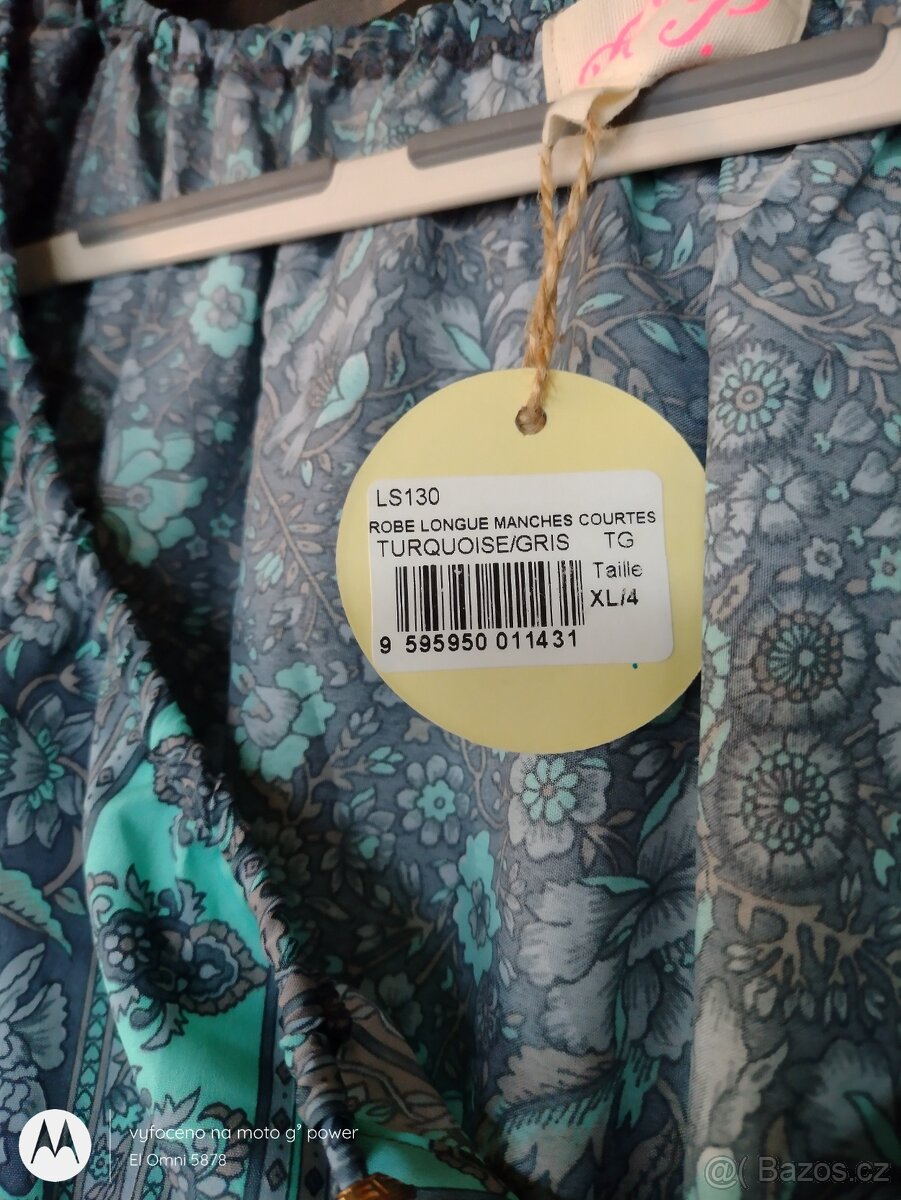 LS130
ROBE LONGUE MANCHES COURTES
TURQUOISE/GRIS TG
Taille
XL/4
9 595950 011431
vyfoceno na moto g⁹ power
El Omni 5878
@( Bazos.cz